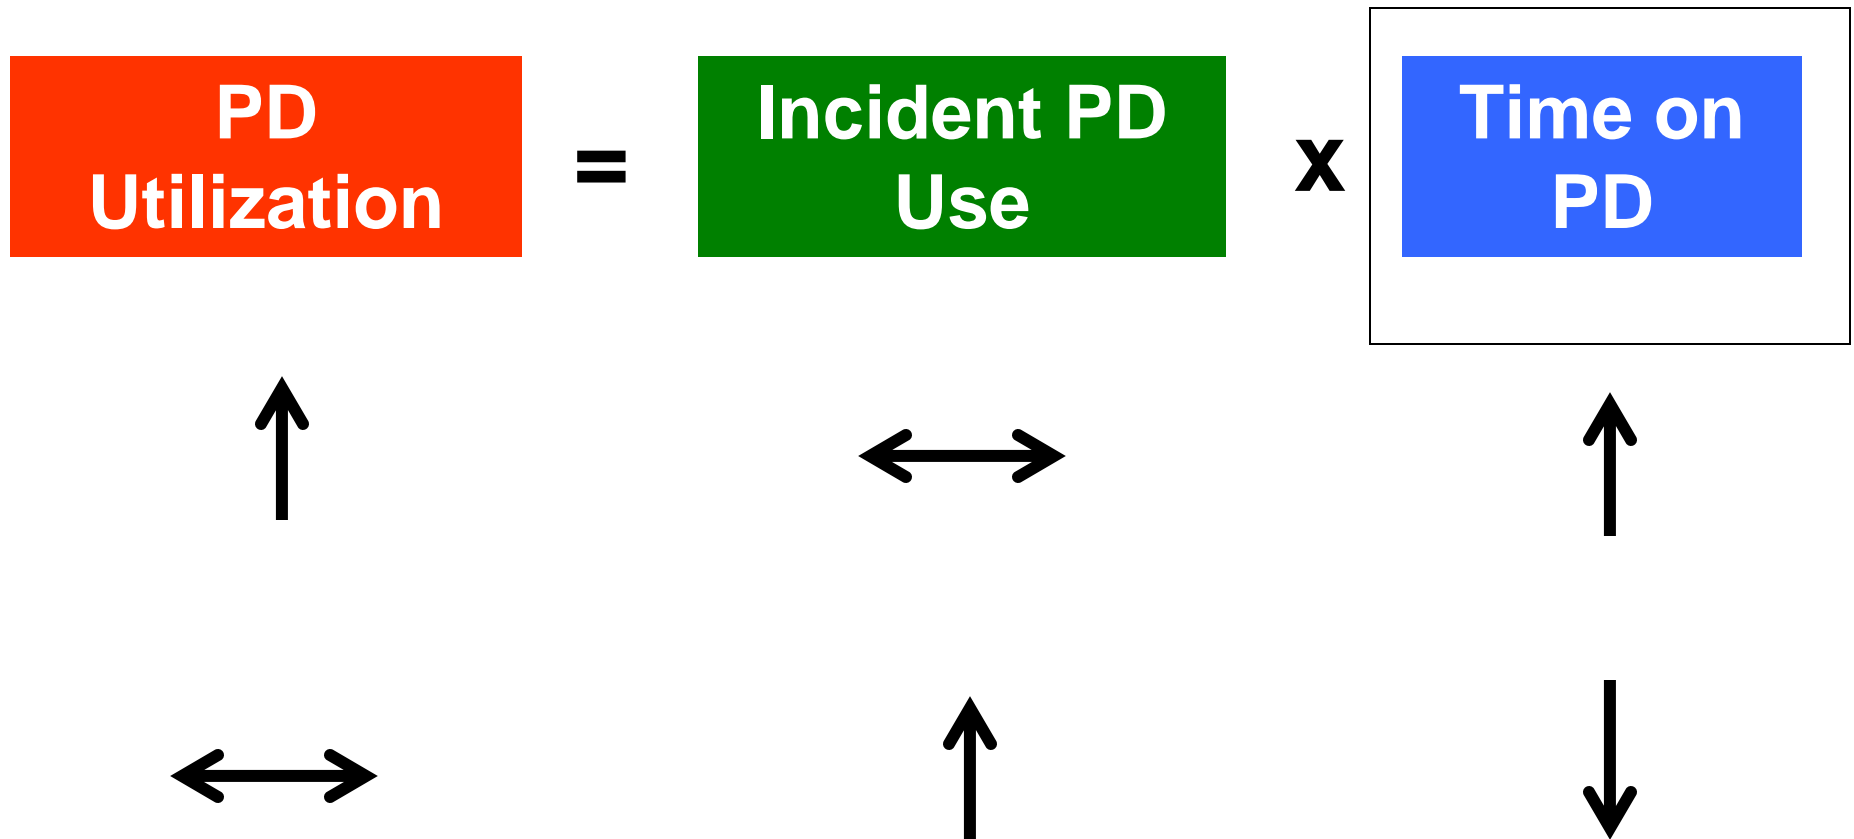 PD
Utilization
=
Incident PD
Use
x
Time on
PD